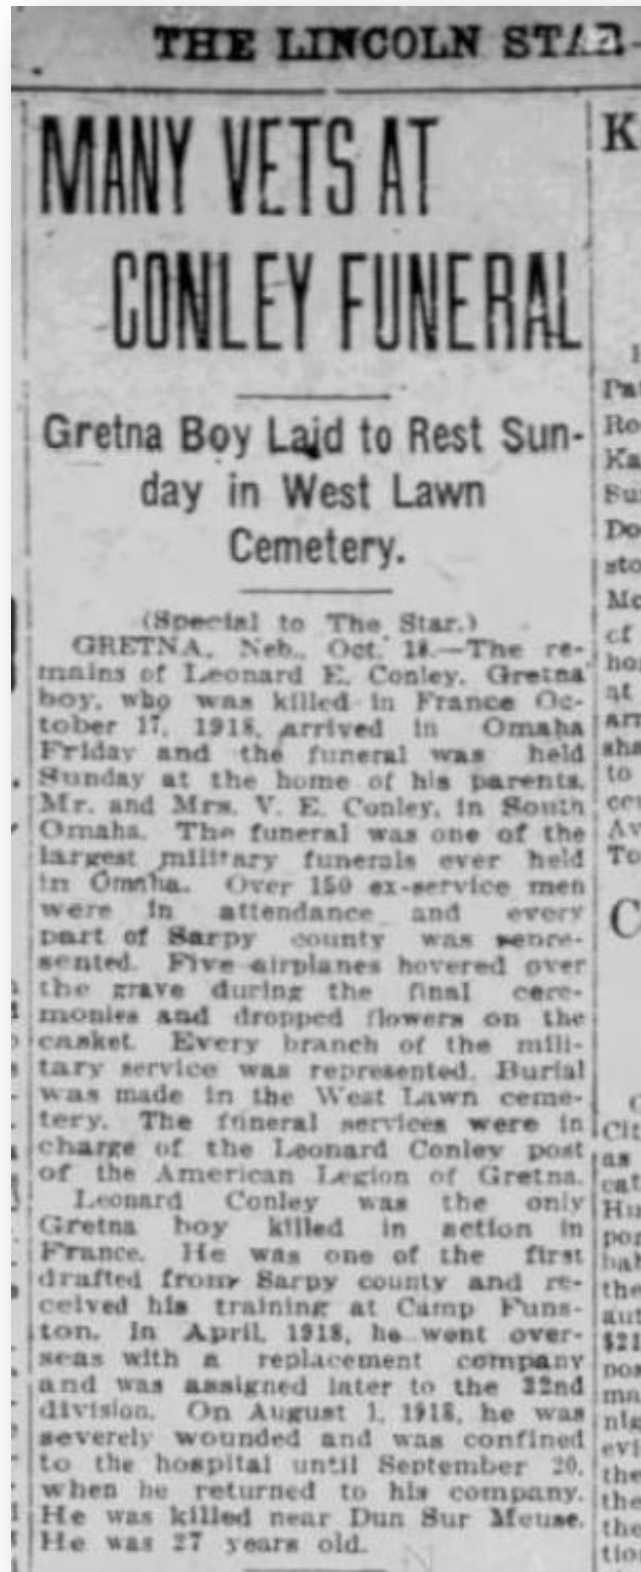 THE LINCOLN STAR
MANY VETS AT
CONLEY FUNERAL
Gretna Boy Laid to Rest Sun-
day in West Lawn
Cemetery.
(Special to The Star.)
GRETNA, Neb., Oct. 18.—The re-
mains of Leonard E. Conley, Gretna
boy, who was killed in France Oc-
tober 17, 1918, arrived in Omaha
Friday and the funeral was held
Sunday at the home of his parents,
Mr. and Mrs. V. E. Conley, in South
Omaha. The funeral was one of the
largest military funerals ever held
in Omaha. Over 150 ex-service men
were in attendance and every
part of Sarpy county was repre-
sented. Five airplanes hovered over
the grave during the final cere-
monies and dropped flowers on the
casket. Every branch of the mili-
tary service was represented. Burial
was made in the West Lawn ceme-
tery. The funeral services were in
charge of the Leonard Conley post
of the American Legion of Gretna.
Leonard Conley was the only
Gretna boy killed in action in
France. He was one of the first
drafted from Sarpy county and re-
ceived his training at Camp Funs-
ton. In April, 1918, he went over-
seas with a replacement company
and was assigned later to the 32nd
division. On August 1, 1918, he was
severely wounded and was confined
to the hospital until September 20,
when he returned to his company.
He was killed near Dun Sur Meuse.
He was 27 years old.